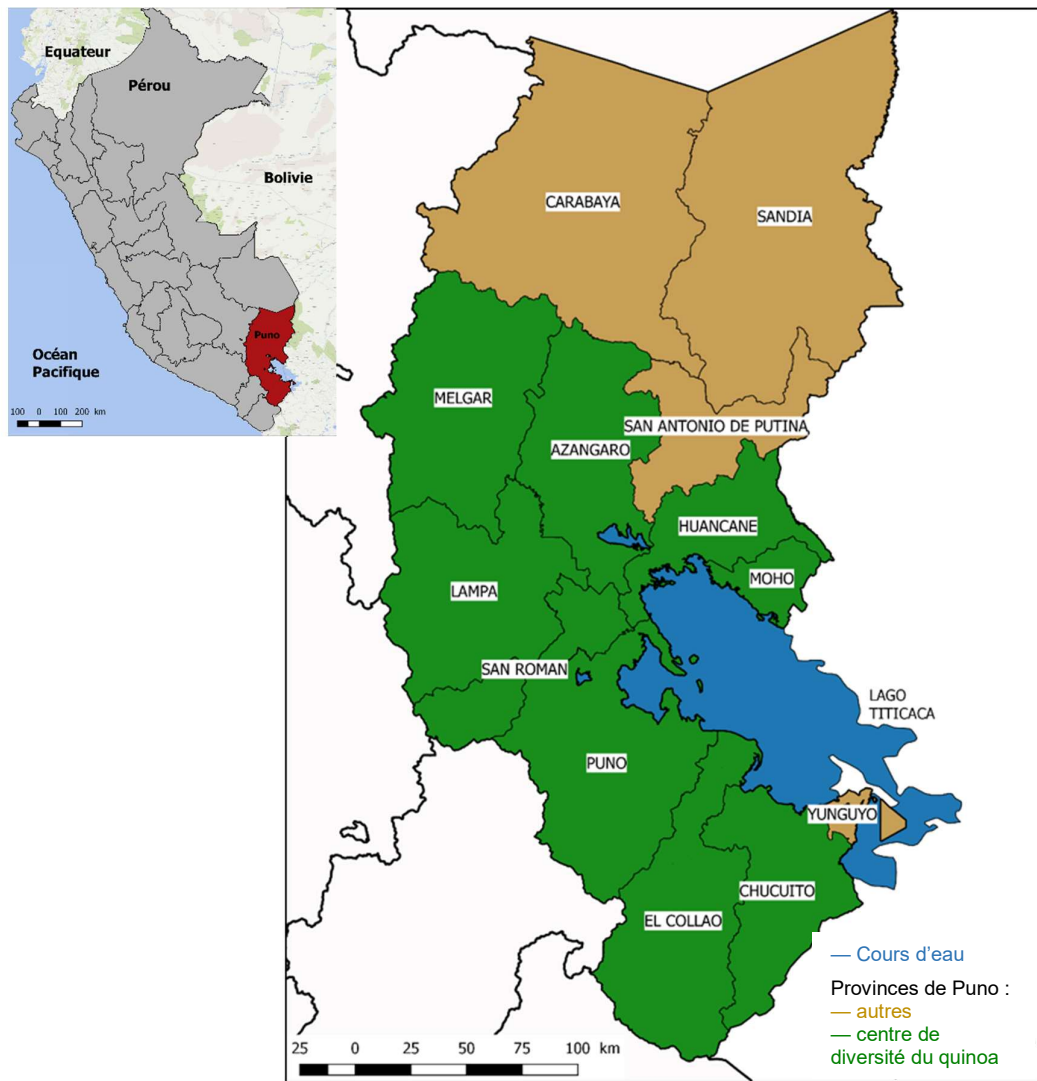 Equateur
Pérou
Bolivie
Puno
Océan
Pacifique
100 0 100 200 km
CARABAYA
SANDIA
MELGAR
SAN ANTONIO DE PUTINA
AZANGARO
HUANCANE
MOHO
LAMPA
SAN ROMAN
LAGO
TITICACA
PUNO
YUNGUYO
CHUCUITO
EL COLLAO
— Cours d'eau
Provinces de Puno :
— autres
— centre de
diversité du quinoa
25 0 25 50 75 100 km